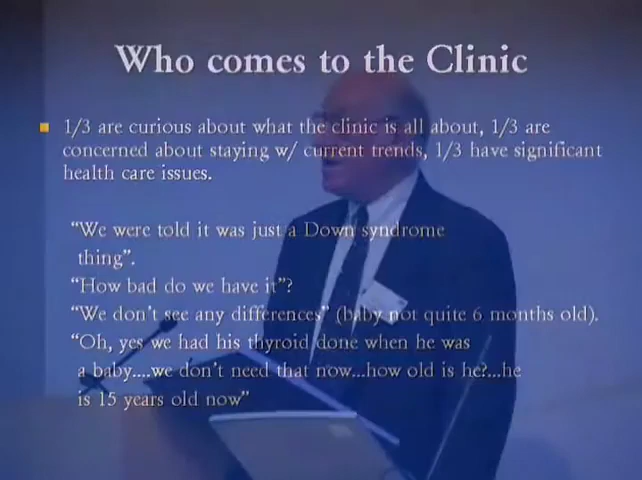 Who comes to the Clinic
1/3 are curious about what the clinic is all about, 1/3 are
concerned about staying w/ current trends, 1/3 have significant
health care issues.
“We were told it was just a Down syndrome
thing”.
“How bad do we have it”?
“We don’t see any differences” (baby not quite 6 months old).
“Oh, yes we had his thyroid done when he was
a baby....we don’t need that now...how old is he?...he
is 15 years old now”